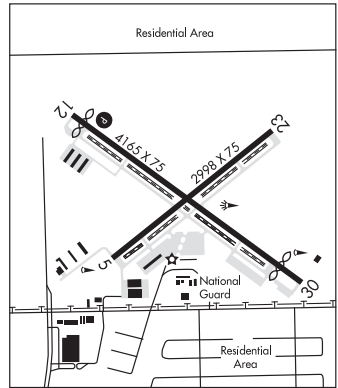 Residential Area
12
P
4165 X 75
2998 X 75
23
5
30
National
Guard
Residential
Area